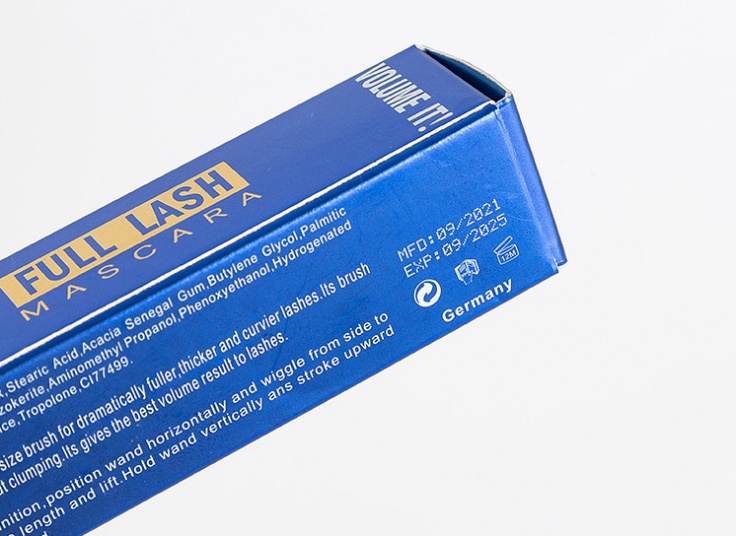 VOLUME IT!
FULL LASH
MASCARA
Stearic Acid,Acacia Senegal Gum,Butylene Glycol,Palmitic
zokerite,Aminomethyl Propanol,Phenoxyethanol,Hydrogenated
ice,Tropolone,CI77499.
size brush for dramatically fuller,thicker and curvier lashes.Its brush
ut clumping.Its gives the best volume result to lashes.
nition,position wand horizontally and wiggle from side to
length and lift.Hold wand vertically ans stroke upward
MFD:09/2021
EXP:09/2025
12M
Germany